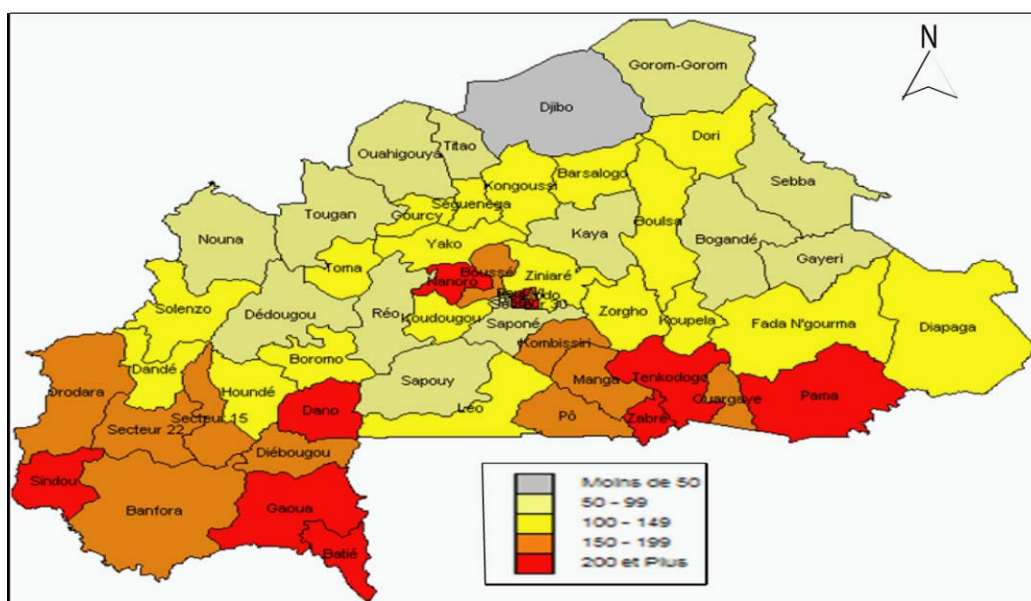 N
Gorom-Gorom
Djibo
Dori
Titao
Ouahigouya
Barsalogo
Kongoussi
Sebba
Séguenéga
Tougan
Gourcy
Boulsa
Kaya
Nouna
Yako
Bogandé
Gayeri
Toma
Boussé
Ziniaré
Nanoro
Solenzo
Réo
Dédougou
Koudougou
Saponé
Zorgho
Koupela
Fada N'gourma
Diapaga
Kombissiri
Boromo
Dandé
Sapouy
Orodara
Houndé
Manga
Tenkodogo
Pama
Ouargaye
Dano
Léo
Secteur 15
Secteur 22
Pô
Zabré
Diébougou
Sindou
Banfora
Gaoua
Batié
Moins de 50
50 - 99
100 - 149
150 - 199
200 et Plus